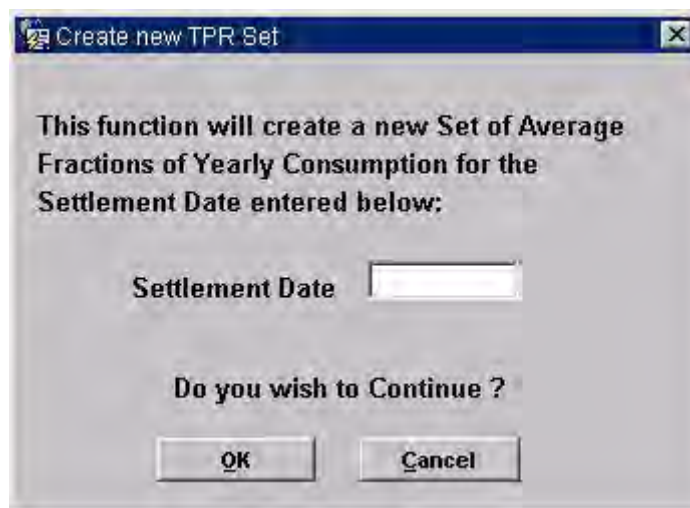 Create new TPR Set
This function will create a new Set of Average
Fractions of Yearly Consumption for the
Settlement Date entered below:
Settlement Date
Do you wish to Continue ?
OK
Cancel